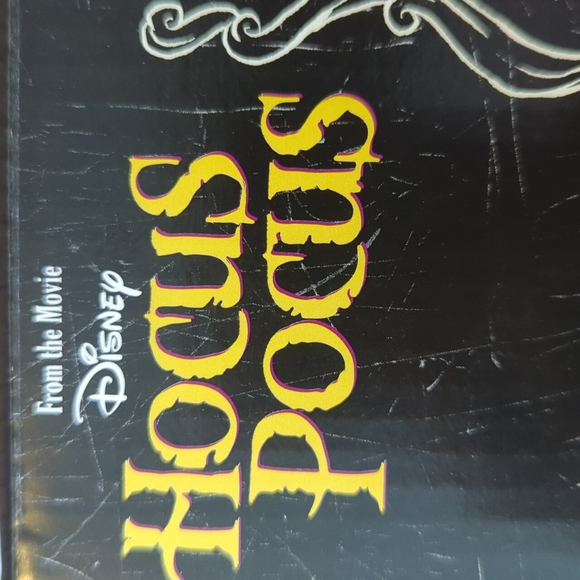 From the Movie
Disney
Hocus
Pocus